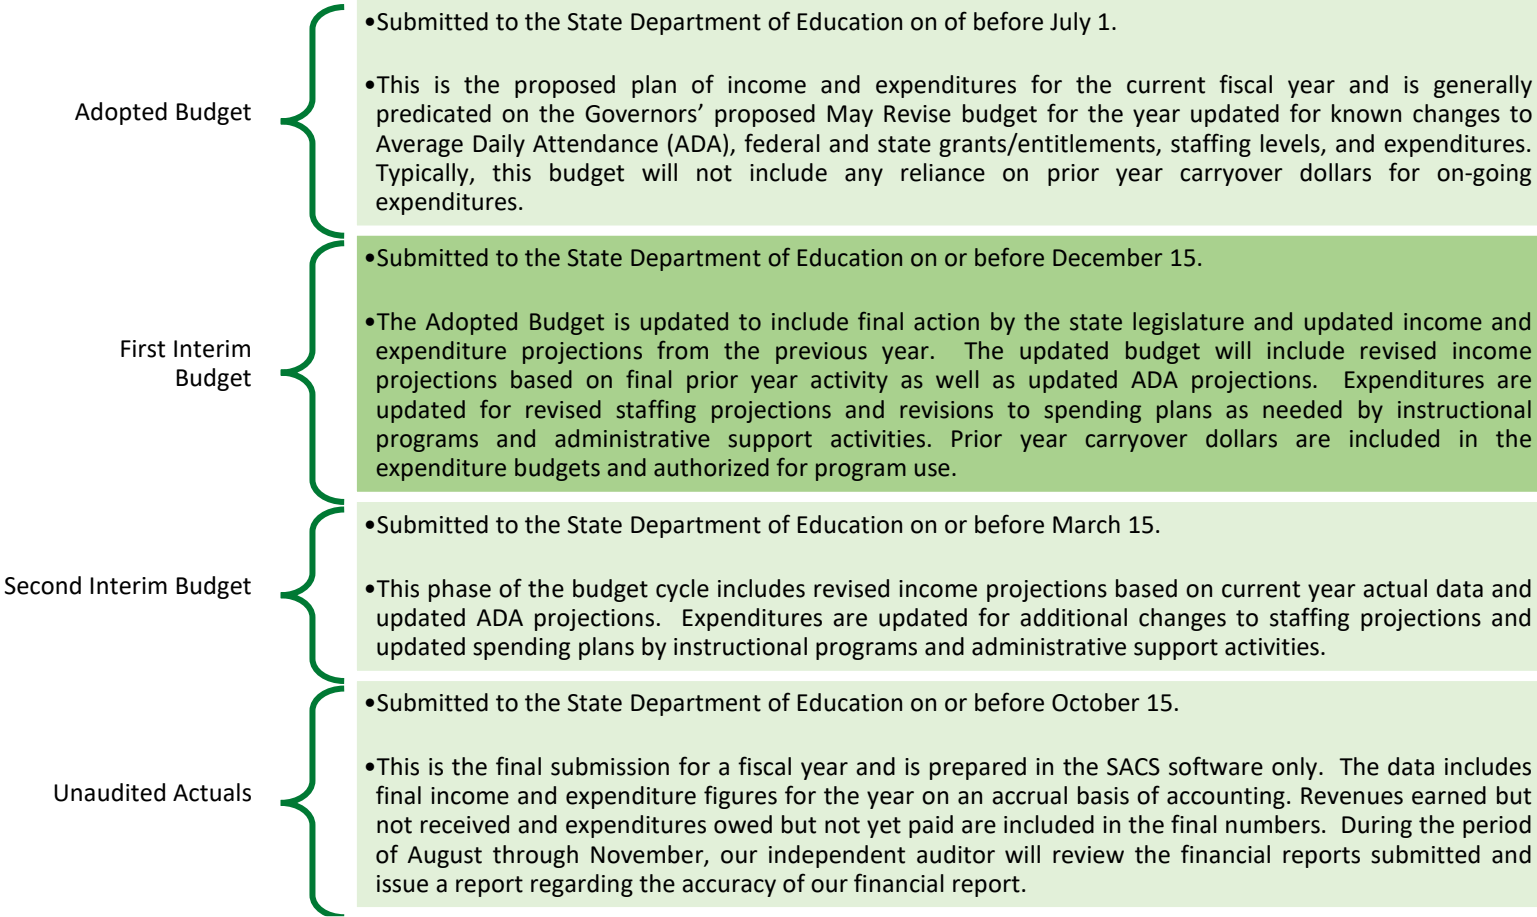 Adopted Budget
•Submitted to the State Department of Education on of before July 1.
•This is the proposed plan of income and expenditures for the current fiscal year and is generally
predicated on the Governors’ proposed May Revise budget for the year updated for known changes to
Average Daily Attendance (ADA), federal and state grants/entitlements, staffing levels, and expenditures.
Typically, this budget will not include any reliance on prior year carryover dollars for on-going
expenditures.
First Interim
Budget
•Submitted to the State Department of Education on or before December 15.
•The Adopted Budget is updated to include final action by the state legislature and updated income and
expenditure projections from the previous year. The updated budget will include revised income
projections based on final prior year activity as well as updated ADA projections. Expenditures are
updated for revised staffing projections and revisions to spending plans as needed by instructional
programs and administrative support activities. Prior year carryover dollars are included in the
expenditure budgets and authorized for program use.
Second Interim Budget
•Submitted to the State Department of Education on or before March 15.
•This phase of the budget cycle includes revised income projections based on current year actual data and
updated ADA projections. Expenditures are updated for additional changes to staffing projections and
updated spending plans by instructional programs and administrative support activities.
Unaudited Actuals
•Submitted to the State Department of Education on or before October 15.
•This is the final submission for a fiscal year and is prepared in the SACS software only. The data includes
final income and expenditure figures for the year on an accrual basis of accounting. Revenues earned but
not received and expenditures owed but not yet paid are included in the final numbers. During the period
of August through November, our independent auditor will review the financial reports submitted and
issue a report regarding the accuracy of our financial report.